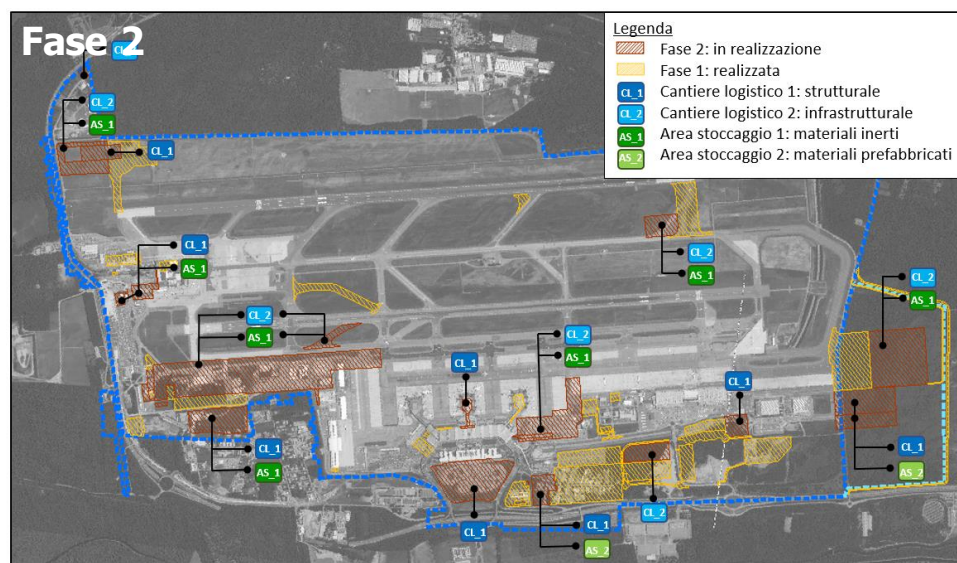 Fase 2
CL_2
Legenda
Fase 2: in realizzazione
Fase 1: realizzata
CL_1 Cantiere logistico 1: strutturale
CL_2 Cantiere logistico 2: infrastrutturale
AS_1 Area stoccaggio 1: materiali inerti
AS_2 Area stoccaggio 2: materiali prefabbricati
CL_2
AS_1
CL_1
CL_1
AS_1
CL_2
AS_1
CL_2
AS_1
CL_2
AS_1
CL_2
AS_1
CL_1
CL_1
CL_1
AS_1
CL_1
AS_2
CL_2
CL_1
CL_1
AS_2